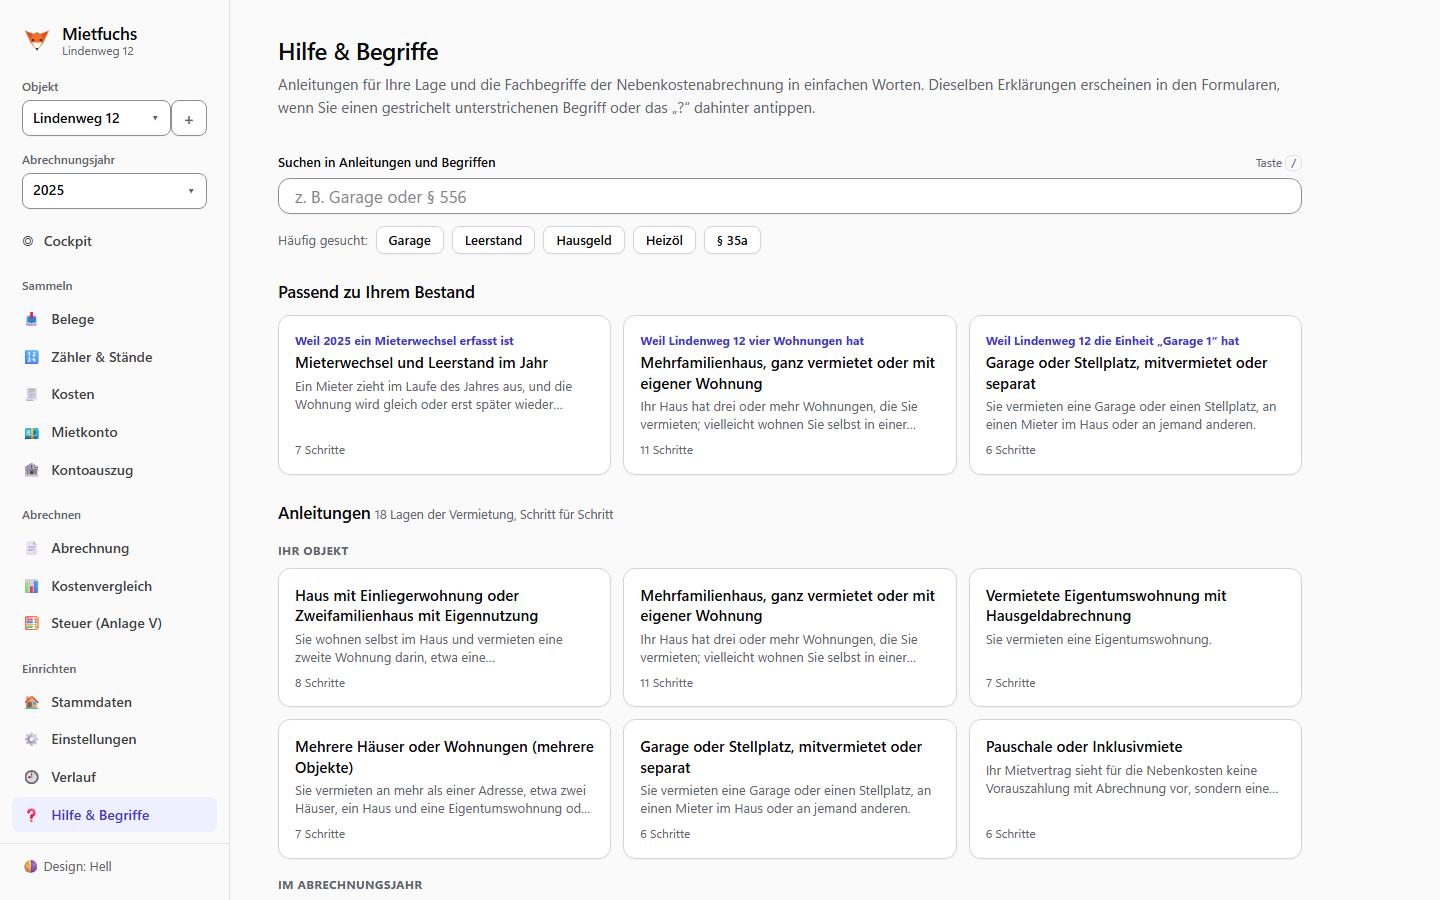 Mietfuchs
Lindenweg 12
Objekt
Lindenweg 12
+
Abrechnungsjahr
2025
Cockpit
Sammeln
Belege
Zähler & Stände
Kosten
Mietkonto
Kontoauszug
Abrechnen
Abrechnung
Kostenvergleich
Steuer (Anlage V)
Einrichten
Stammdaten
Einstellungen
Verlauf
Hilfe & Begriffe
Design: Hell
Hilfe & Begriffe
Anleitungen für Ihre Lage und die Fachbegriffe der Nebenkostenabrechnung in einfachen Worten. Dieselben Erklärungen erscheinen in den Formularen,
wenn Sie einen gestrichelt unterstrichenen Begriff oder das „?“ dahinter antippen.
Suchen in Anleitungen und Begriffen
Taste /
z. B. Garage oder § 556
Häufig gesucht: Garage Leerstand Hausgeld Heizöl § 35a
Passend zu Ihrem Bestand
Weil 2025 ein Mieterwechsel erfasst ist
Mieterwechsel und Leerstand im Jahr
Ein Mieter zieht im Laufe des Jahres aus, und die
Wohnung wird gleich oder erst später wieder...
7 Schritte
Weil Lindenweg 12 vier Wohnungen hat
Mehrfamilienhaus, ganz vermietet oder mit
eigener Wohnung
Ihr Haus hat drei oder mehr Wohnungen, die Sie
vermieten; vielleicht wohnen Sie selbst in einer...
11 Schritte
Weil Lindenweg 12 die Einheit „Garage 1“ hat
Garage oder Stellplatz, mitvermietet oder
separat
Sie vermieten eine Garage oder einen Stellplatz, an
einen Mieter im Haus oder an jemand anderen.
6 Schritte
Anleitungen 18 Lagen der Vermietung, Schritt für Schritt
IHR OBJEKT
Haus mit Einliegerwohnung oder
Zweifamilienhaus mit Eigennutzung
Sie wohnen selbst im Haus und vermieten eine
zweite Wohnung darin, etwa eine...
8 Schritte
Mehrfamilienhaus, ganz vermietet oder mit
eigener Wohnung
Ihr Haus hat drei oder mehr Wohnungen, die Sie
vermieten; vielleicht wohnen Sie selbst in einer...
11 Schritte
Vermietete Eigentumswohnung mit
Hausgeldabrechnung
Sie vermieten eine Eigentumswohnung.
7 Schritte
Mehrere Häuser oder Wohnungen (mehrere
Objekte)
Sie vermieten an mehr als einer Adresse, etwa zwei
Häuser, ein Haus und eine Eigentumswohnung od...
7 Schritte
Garage oder Stellplatz, mitvermietet oder
separat
Sie vermieten eine Garage oder einen Stellplatz, an
einen Mieter im Haus oder an jemand anderen.
6 Schritte
Pauschale oder Inklusivmiete
Ihr Mietvertrag sieht für die Nebenkosten keine
Vorauszahlung mit Abrechnung vor, sondern eine...
6 Schritte
IM ABRECHNUNGSJAHR